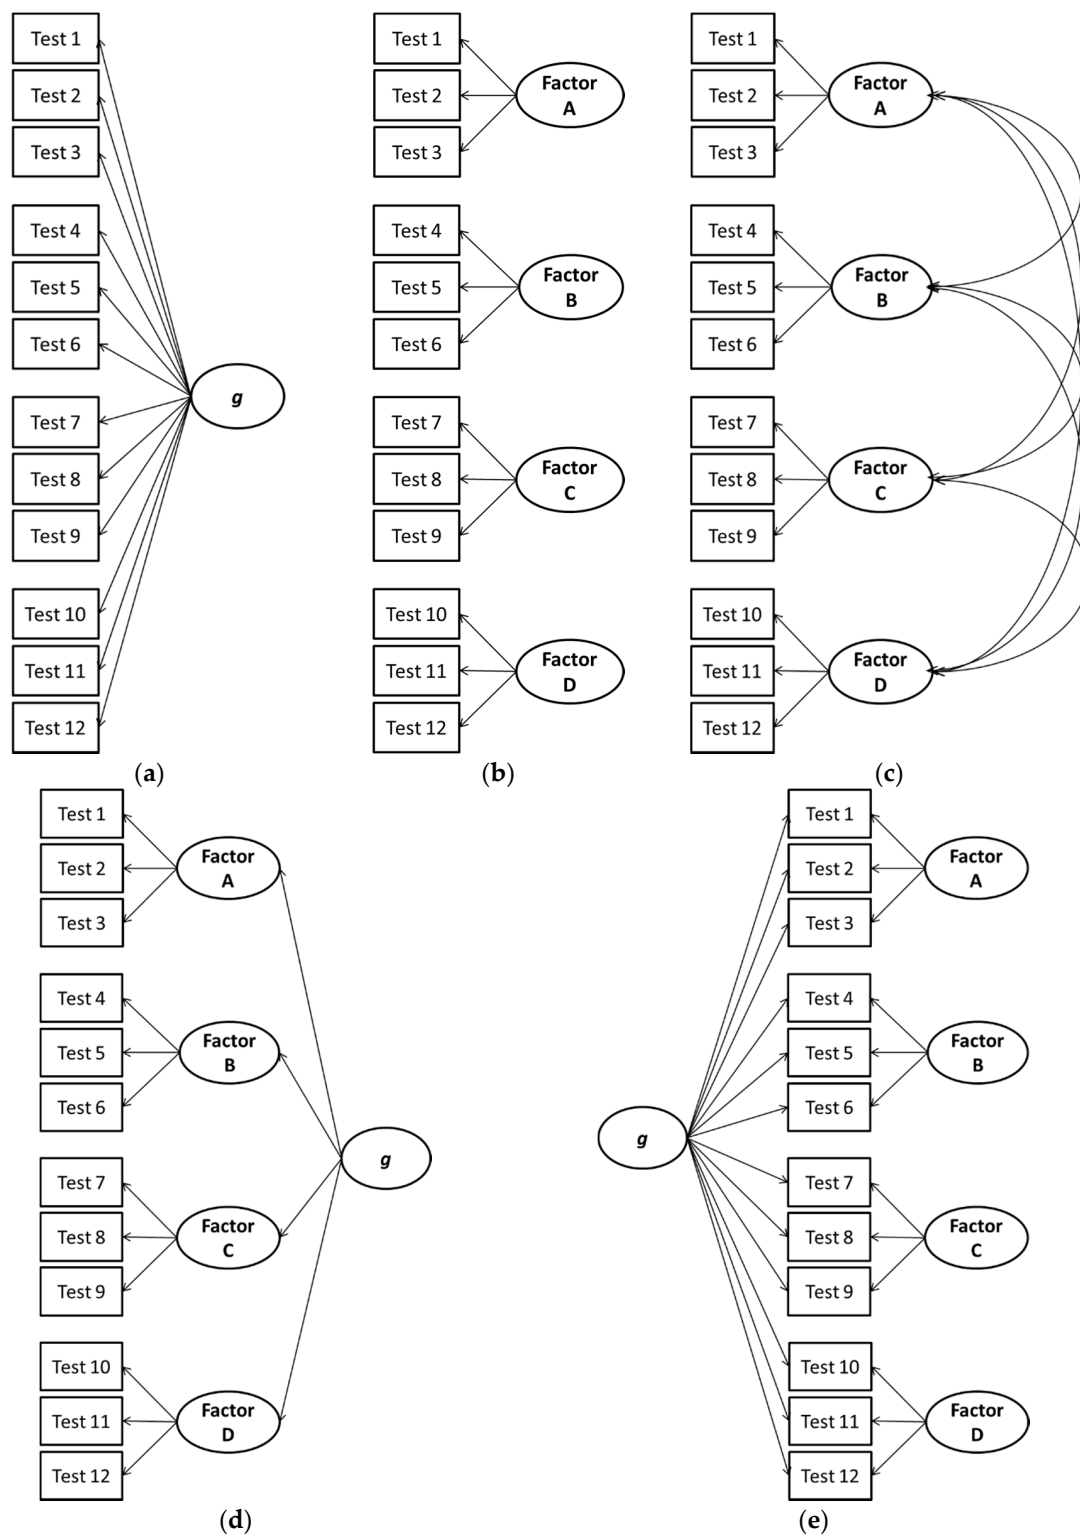 Test 1
Test 2
Test 3
Test 4
Test 5
Test 6
g
Test 7
Test 8
Test 9
Test 10
Test 11
Test 12
(a)
Test 1
Test 2
Test 3
Factor
A
Test 4
Test 5
Test 6
Factor
B
Test 7
Test 8
Test 9
Factor
C
Test 10
Test 11
Test 12
Factor
D
(b)
Test 1
Test 2
Test 3
Factor
A
Test 4
Test 5
Test 6
Factor
B
Test 7
Test 8
Test 9
Factor
C
Test 10
Test 11
Test 12
Factor
D
(c)
Test 1
Test 2
Test 3
Factor
A
Test 4
Test 5
Test 6
Factor
B
g
Test 7
Test 8
Test 9
Factor
C
Test 10
Test 11
Test 12
Factor
D
(d)
Test 1
Test 2
Test 3
Factor
A
Test 4
Test 5
Test 6
Factor
B
g
Test 7
Test 8
Test 9
Factor
C
Test 10
Test 11
Test 12
Factor
D
(e)